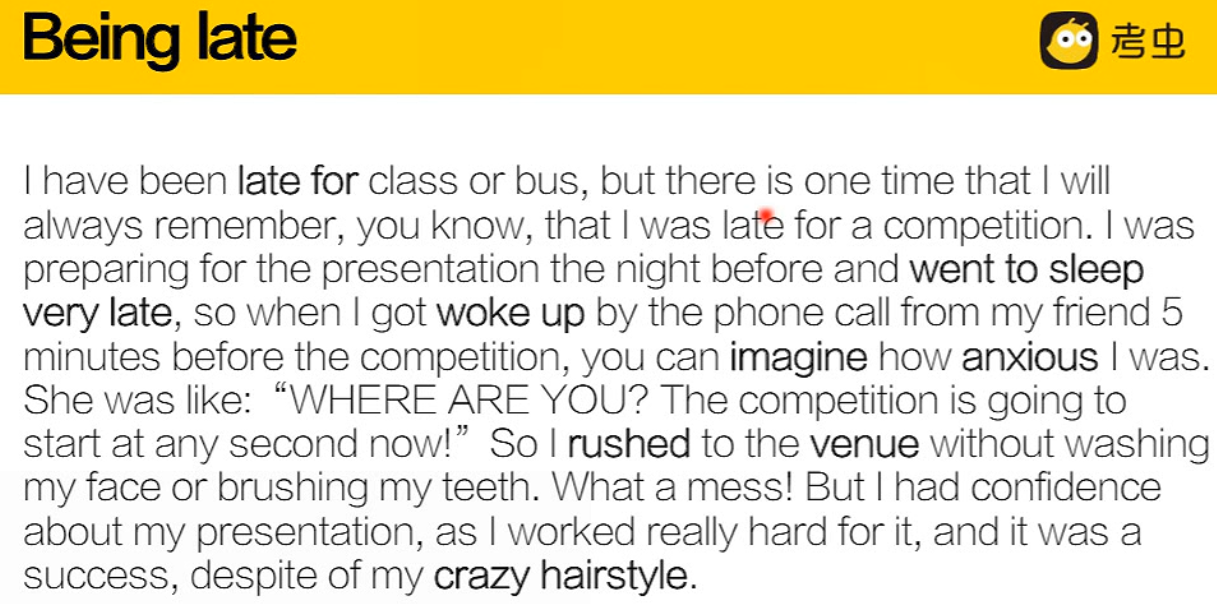 Being late
考虫
I have been late for class or bus, but there is one time that I will
always remember, you know, that I was late for a competition. I was
preparing for the presentation the night before and went to sleep
very late, so when I got woke up by the phone call from my friend 5
minutes before the competition, you can imagine how anxious I was.
She was like: “WHERE ARE YOU? The competition is going to
start at any second now!” So I rushed to the venue without washing
my face or brushing my teeth. What a mess! But I had confidence
about my presentation, as I worked really hard for it, and it was a
success, despite of my crazy hairstyle.